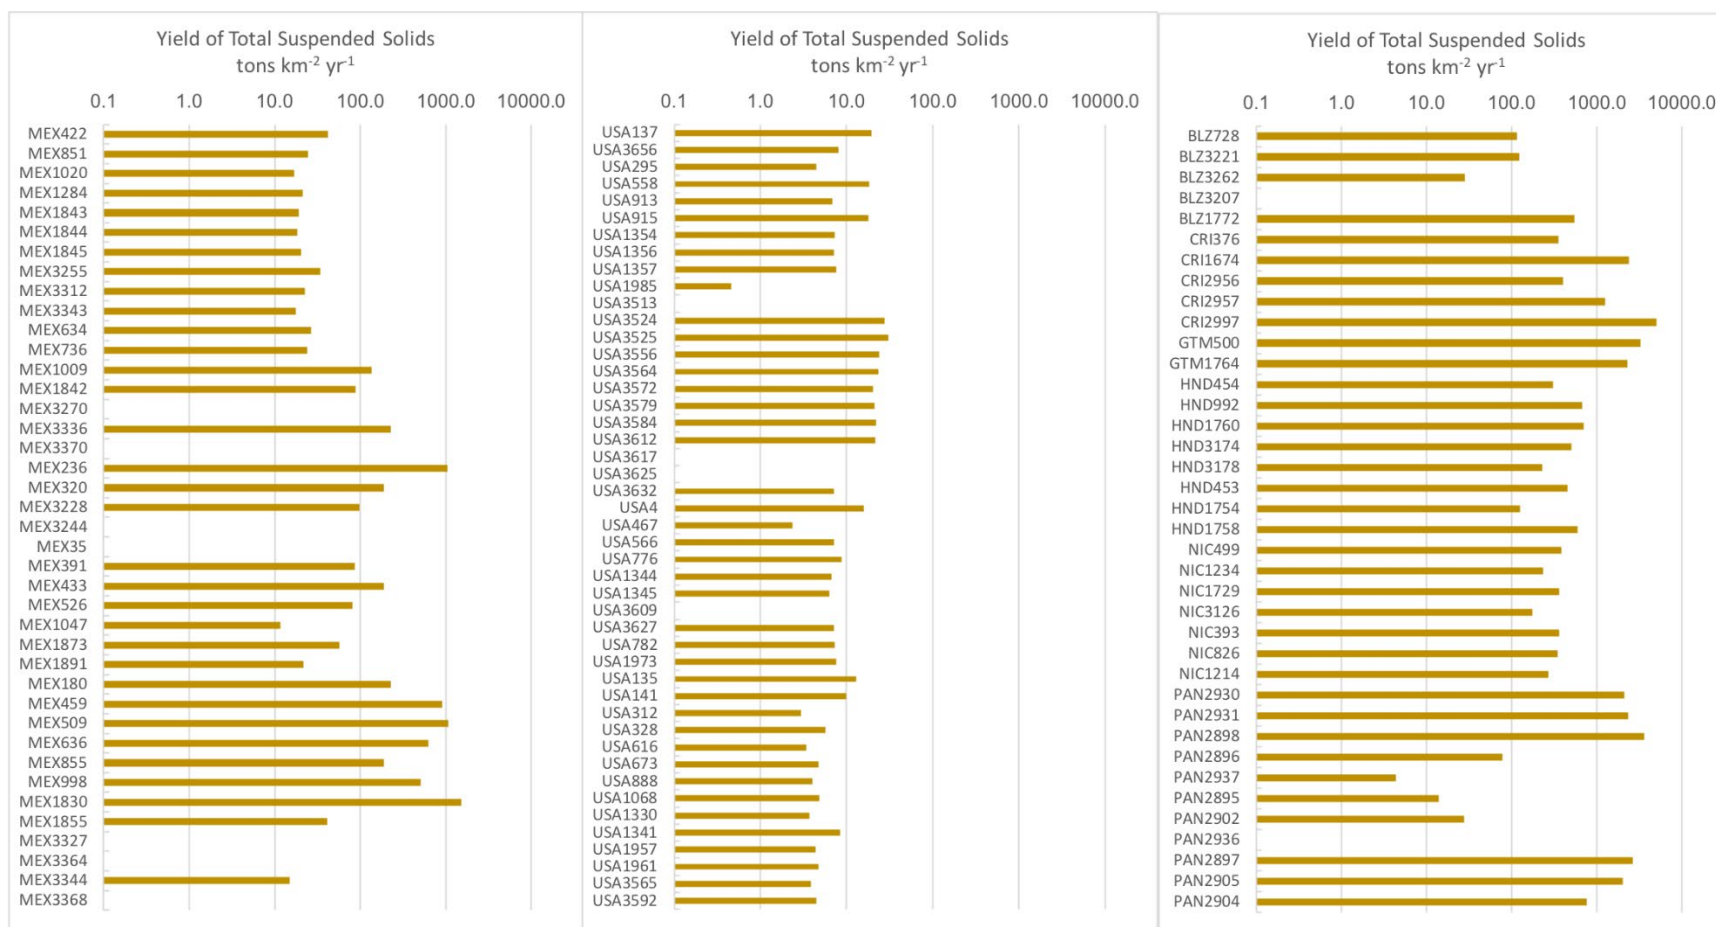 Yield of Total Suspended Solids
tons km⁻² yr⁻¹
0.1 1.0 10.0 100.0 1000.0 10000.0
MEX422
MEX851
MEX1020
MEX1284
MEX1843
MEX1844
MEX1845
MEX3255
MEX3312
MEX3343
MEX634
MEX736
MEX1009
MEX1842
MEX3270
MEX3336
MEX3370
MEX236
MEX320
MEX3228
MEX3244
MEX35
MEX391
MEX433
MEX526
MEX1047
MEX1873
MEX1891
MEX180
MEX459
MEX509
MEX636
MEX855
MEX998
MEX1830
MEX1855
MEX3327
MEX3364
MEX3344
MEX3368
Yield of Total Suspended Solids
tons km⁻² yr⁻¹
0.1 1.0 10.0 100.0 1000.0 10000.0
USA137
USA3656
USA295
USA558
USA913
USA915
USA1354
USA1356
USA1357
USA1985
USA3513
USA3524
USA3525
USA3556
USA3564
USA3572
USA3579
USA3584
USA3612
USA3617
USA3625
USA3632
USA4
USA467
USA566
USA776
USA1344
USA1345
USA3609
USA3627
USA782
USA1973
USA135
USA141
USA312
USA328
USA616
USA673
USA888
USA1068
USA1330
USA1341
USA1957
USA1961
USA3565
USA3592
Yield of Total Suspended Solids
tons km⁻² yr⁻¹
0.1 1.0 10.0 100.0 1000.0 10000.0
BLZ728
BLZ3221
BLZ3262
BLZ3207
BLZ1772
CRI376
CRI1674
CRI2956
CRI2957
CRI2997
GTM500
GTM1764
HND454
HND992
HND1760
HND3174
HND3178
HND453
HND1754
HND1758
NIC499
NIC1234
NIC1729
NIC3126
NIC393
NIC826
NIC1214
PAN2930
PAN2931
PAN2898
PAN2896
PAN2937
PAN2895
PAN2902
PAN2936
PAN2897
PAN2905
PAN2904